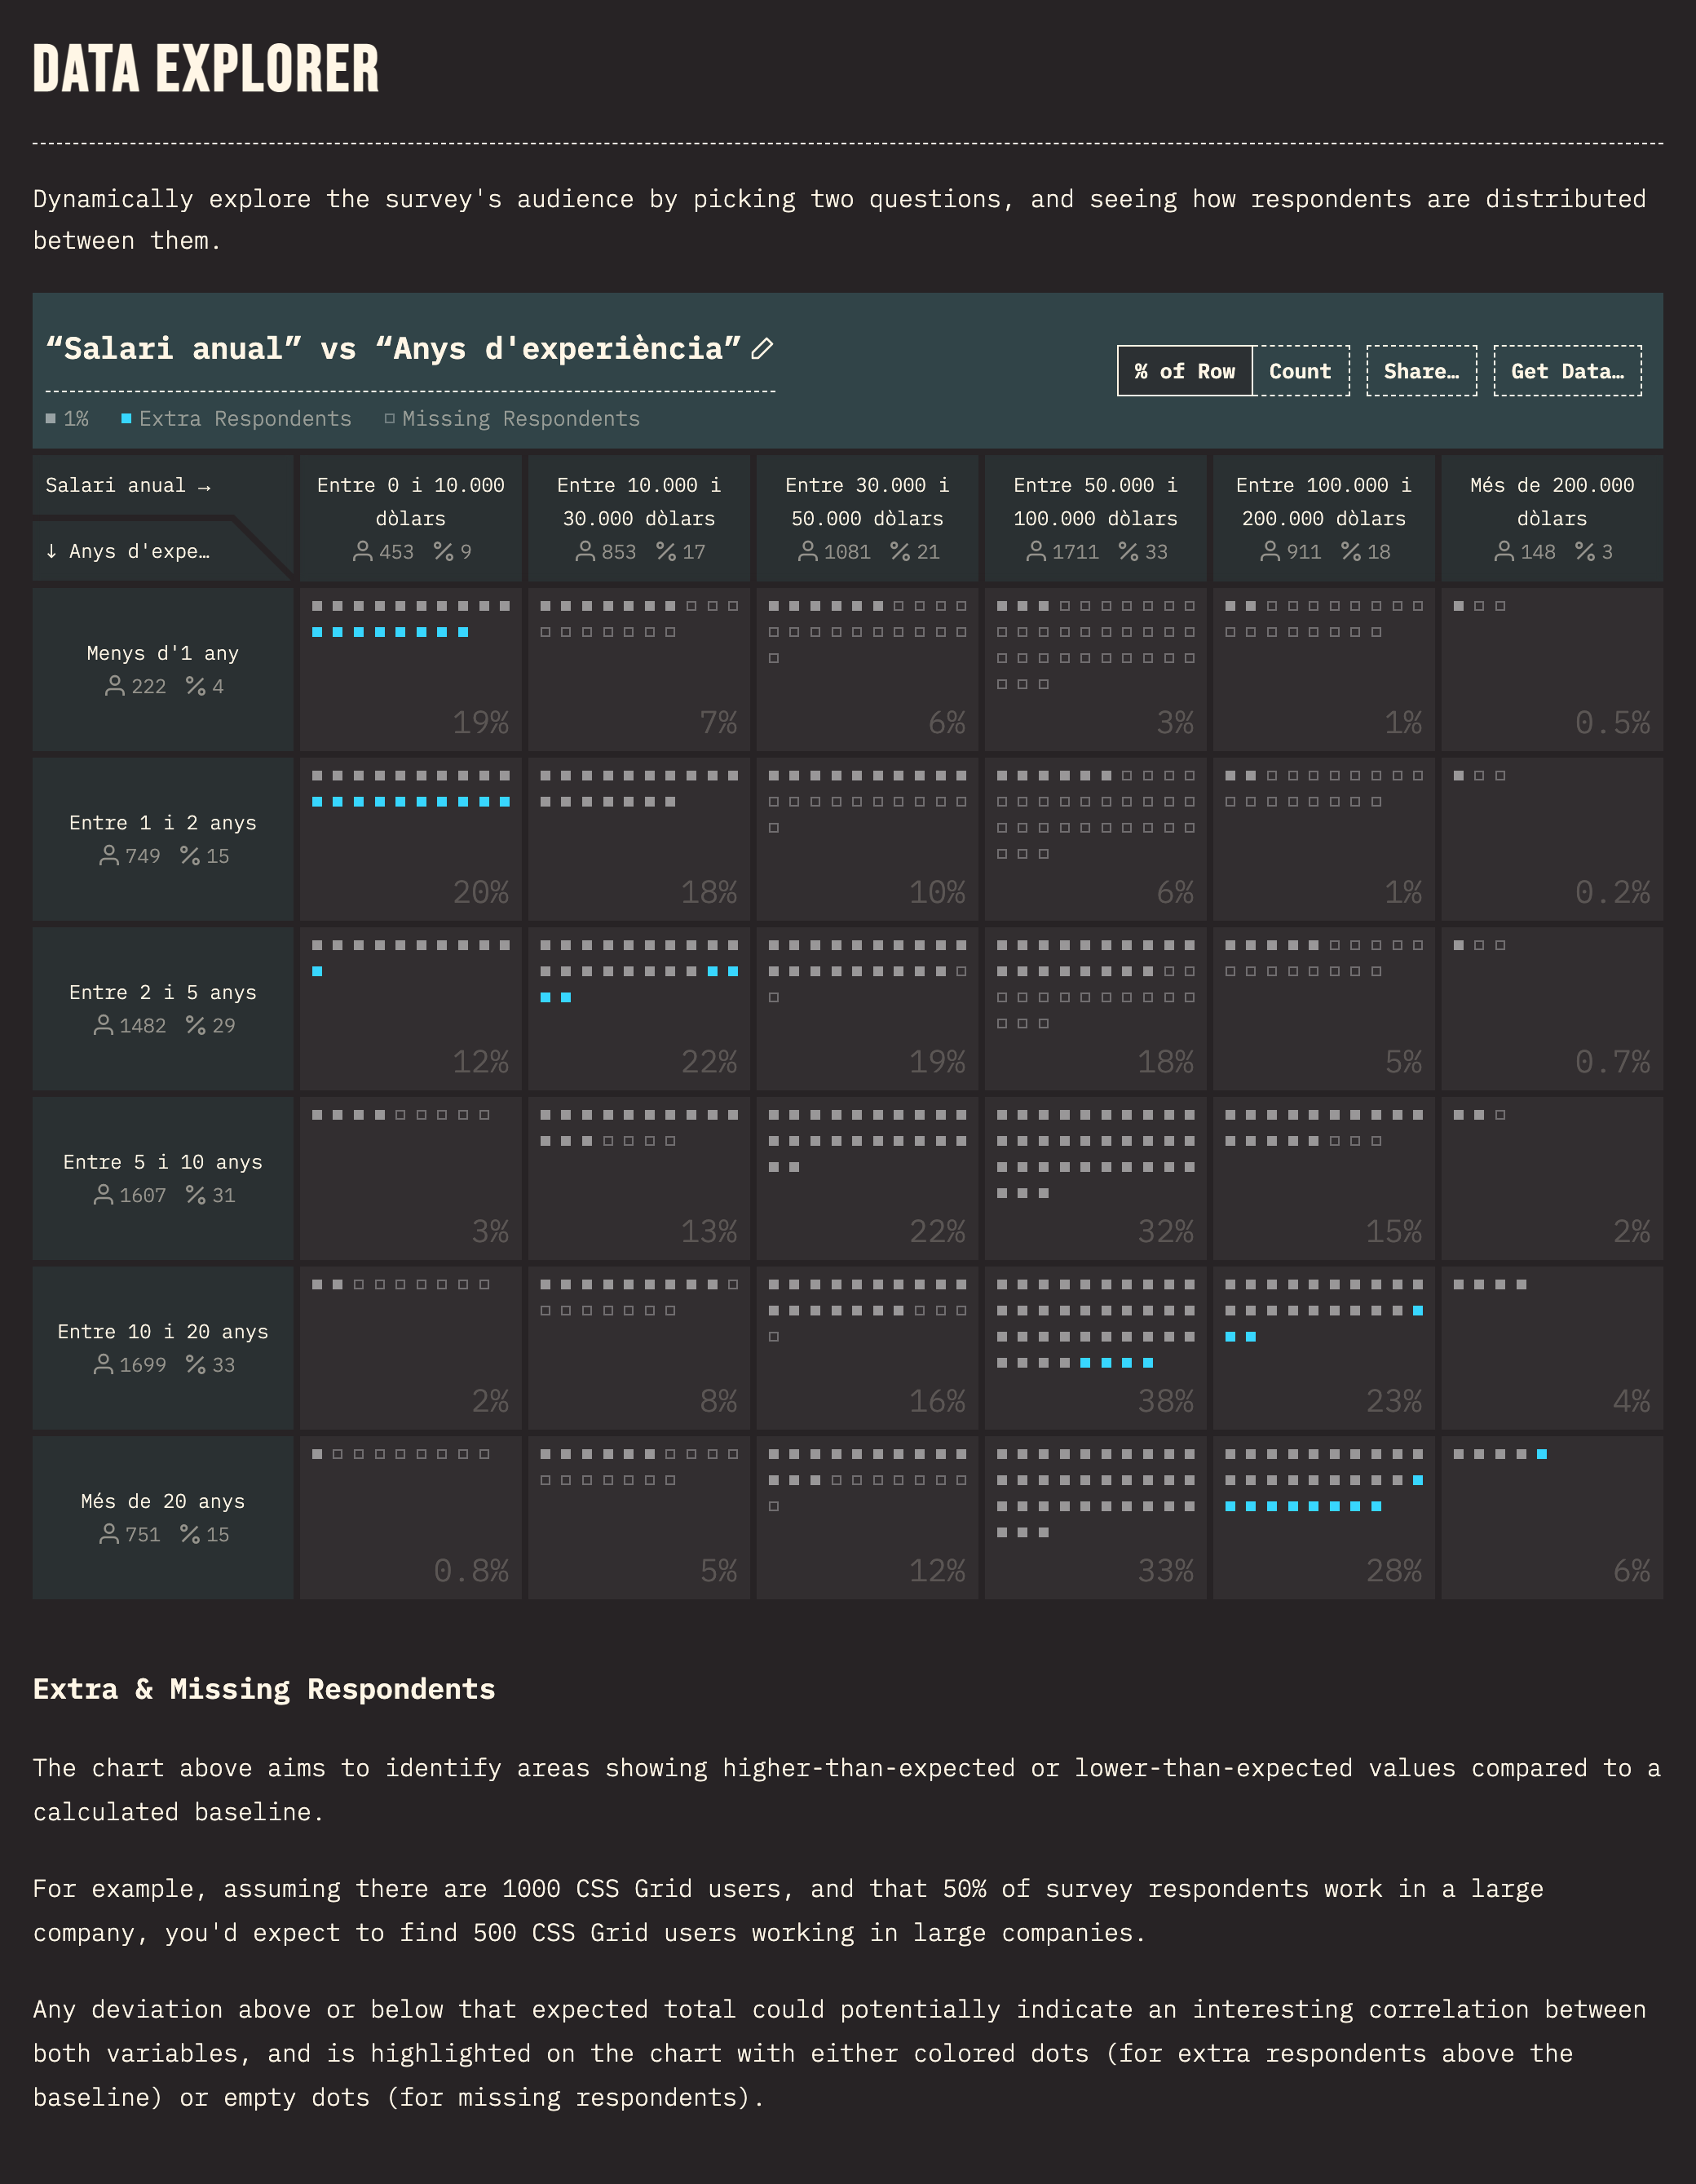 DATA EXPLORER
Dynamically explore the survey's audience by picking two questions, and seeing how respondents are distributed
between them.
“Salari anual” vs “Anys d'experiència”
% of Row Count Share… Get Data…
1% Extra Respondents Missing Respondents
Salari anual →
↓ Anys d'expe…
Entre 0 i 10.000
dòlars
453 % 9
Entre 10.000 i
30.000 dòlars
853 % 17
Entre 30.000 i
50.000 dòlars
1081 % 21
Entre 50.000 i
100.000 dòlars
1711 % 33
Entre 100.000 i
200.000 dòlars
911 % 18
Més de 200.000
dòlars
148 % 3
Menys d'1 any
222 % 4
19% 7% 6% 3% 1% 0.5%
Entre 1 i 2 anys
749 % 15
20% 18% 10% 6% 1% 0.2%
Entre 2 i 5 anys
1482 % 29
12% 22% 19% 18% 5% 0.7%
Entre 5 i 10 anys
1607 % 31
3% 13% 22% 32% 15% 2%
Entre 10 i 20 anys
1699 % 33
2% 8% 16% 38% 23% 4%
Més de 20 anys
751 % 15
0.8% 5% 12% 33% 28% 6%
Extra & Missing Respondents
The chart above aims to identify areas showing higher-than-expected or lower-than-expected values compared to a
calculated baseline.
For example, assuming there are 1000 CSS Grid users, and that 50% of survey respondents work in a large
company, you'd expect to find 500 CSS Grid users working in large companies.
Any deviation above or below that expected total could potentially indicate an interesting correlation between
both variables, and is highlighted on the chart with either colored dots (for extra respondents above the
baseline) or empty dots (for missing respondents).